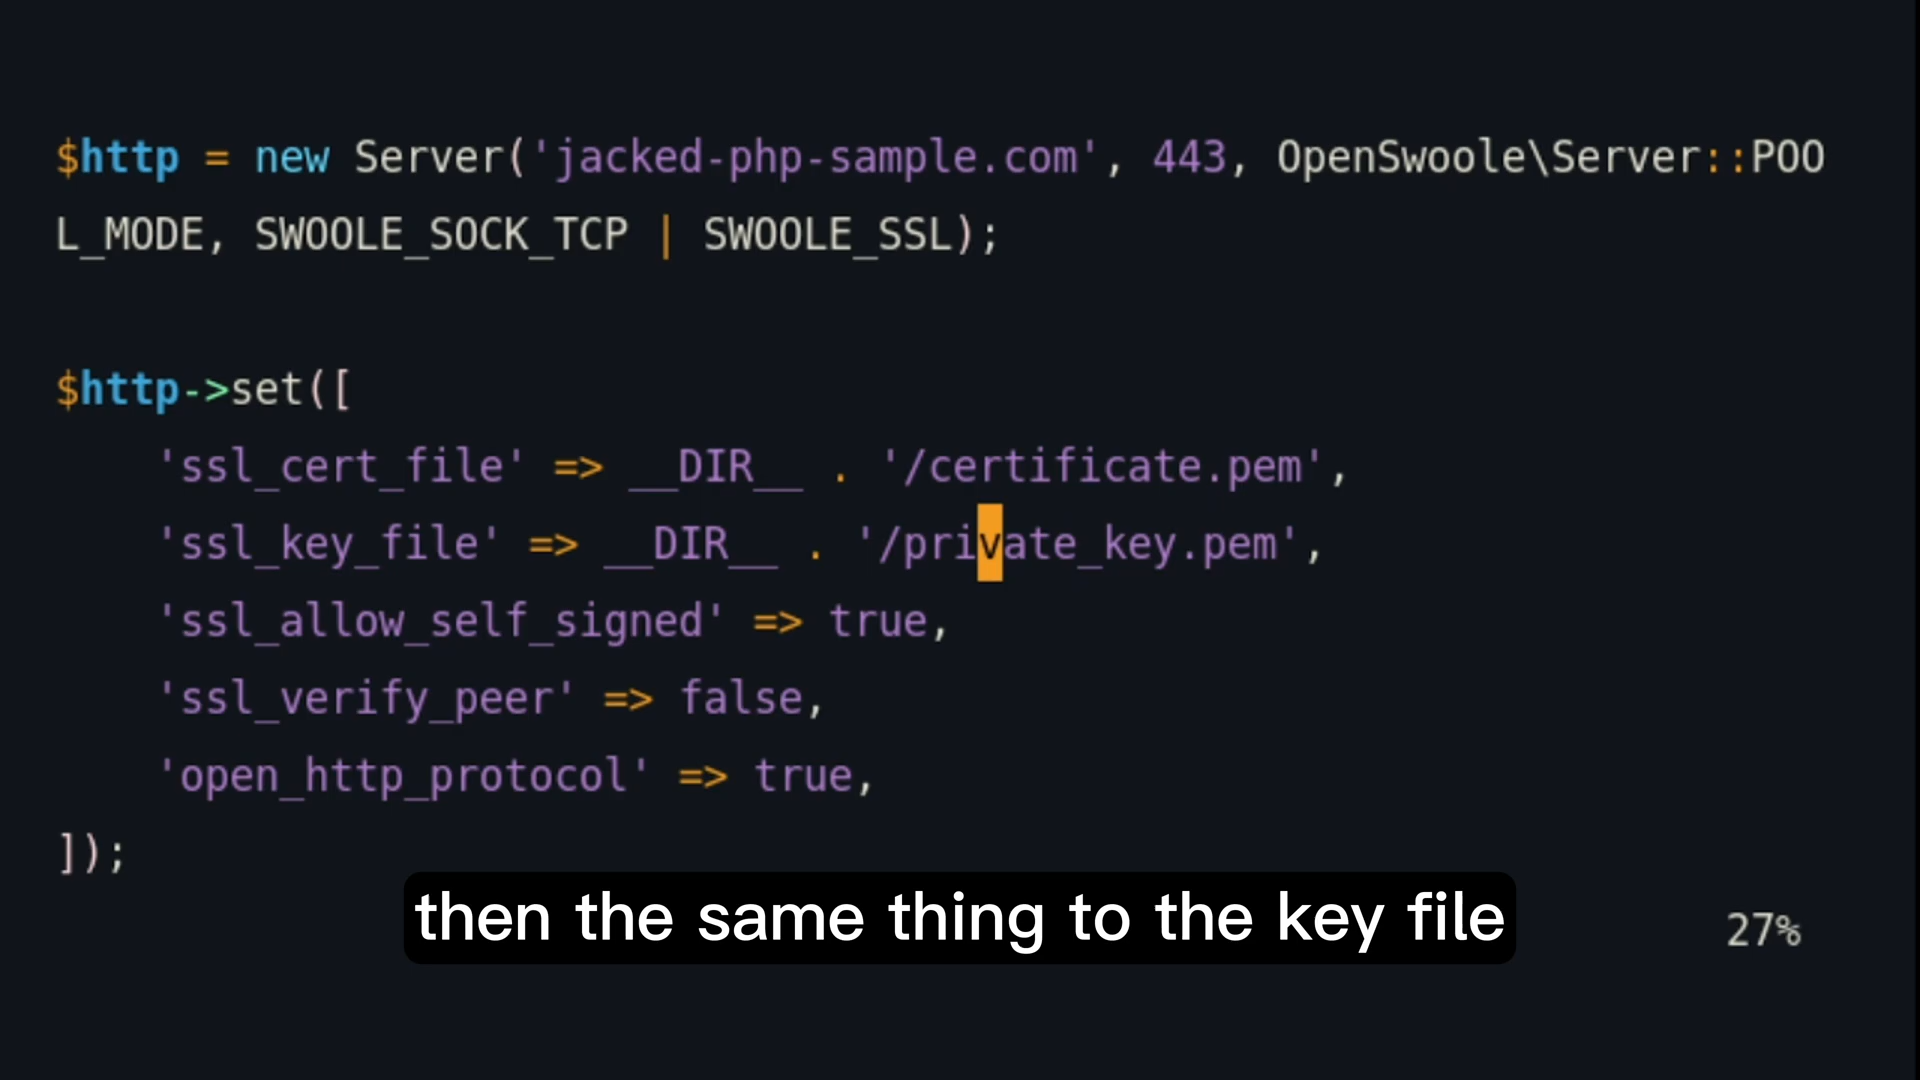 $http = new Server('jacked-php-sample.com', 443, OpenSwoole\Server::POO
L_MODE, SWOOLE_SOCK_TCP | SWOOLE_SSL);
$http->set([
    'ssl_cert_file' => __DIR__ . '/certificate.pem',
    'ssl_key_file' => __DIR__ . '/private_key.pem',
    'ssl_allow_self_signed' => true,
    'ssl_verify_peer' => false,
    'open_http_protocol' => true,
]);
then the same thing to the key file
27%